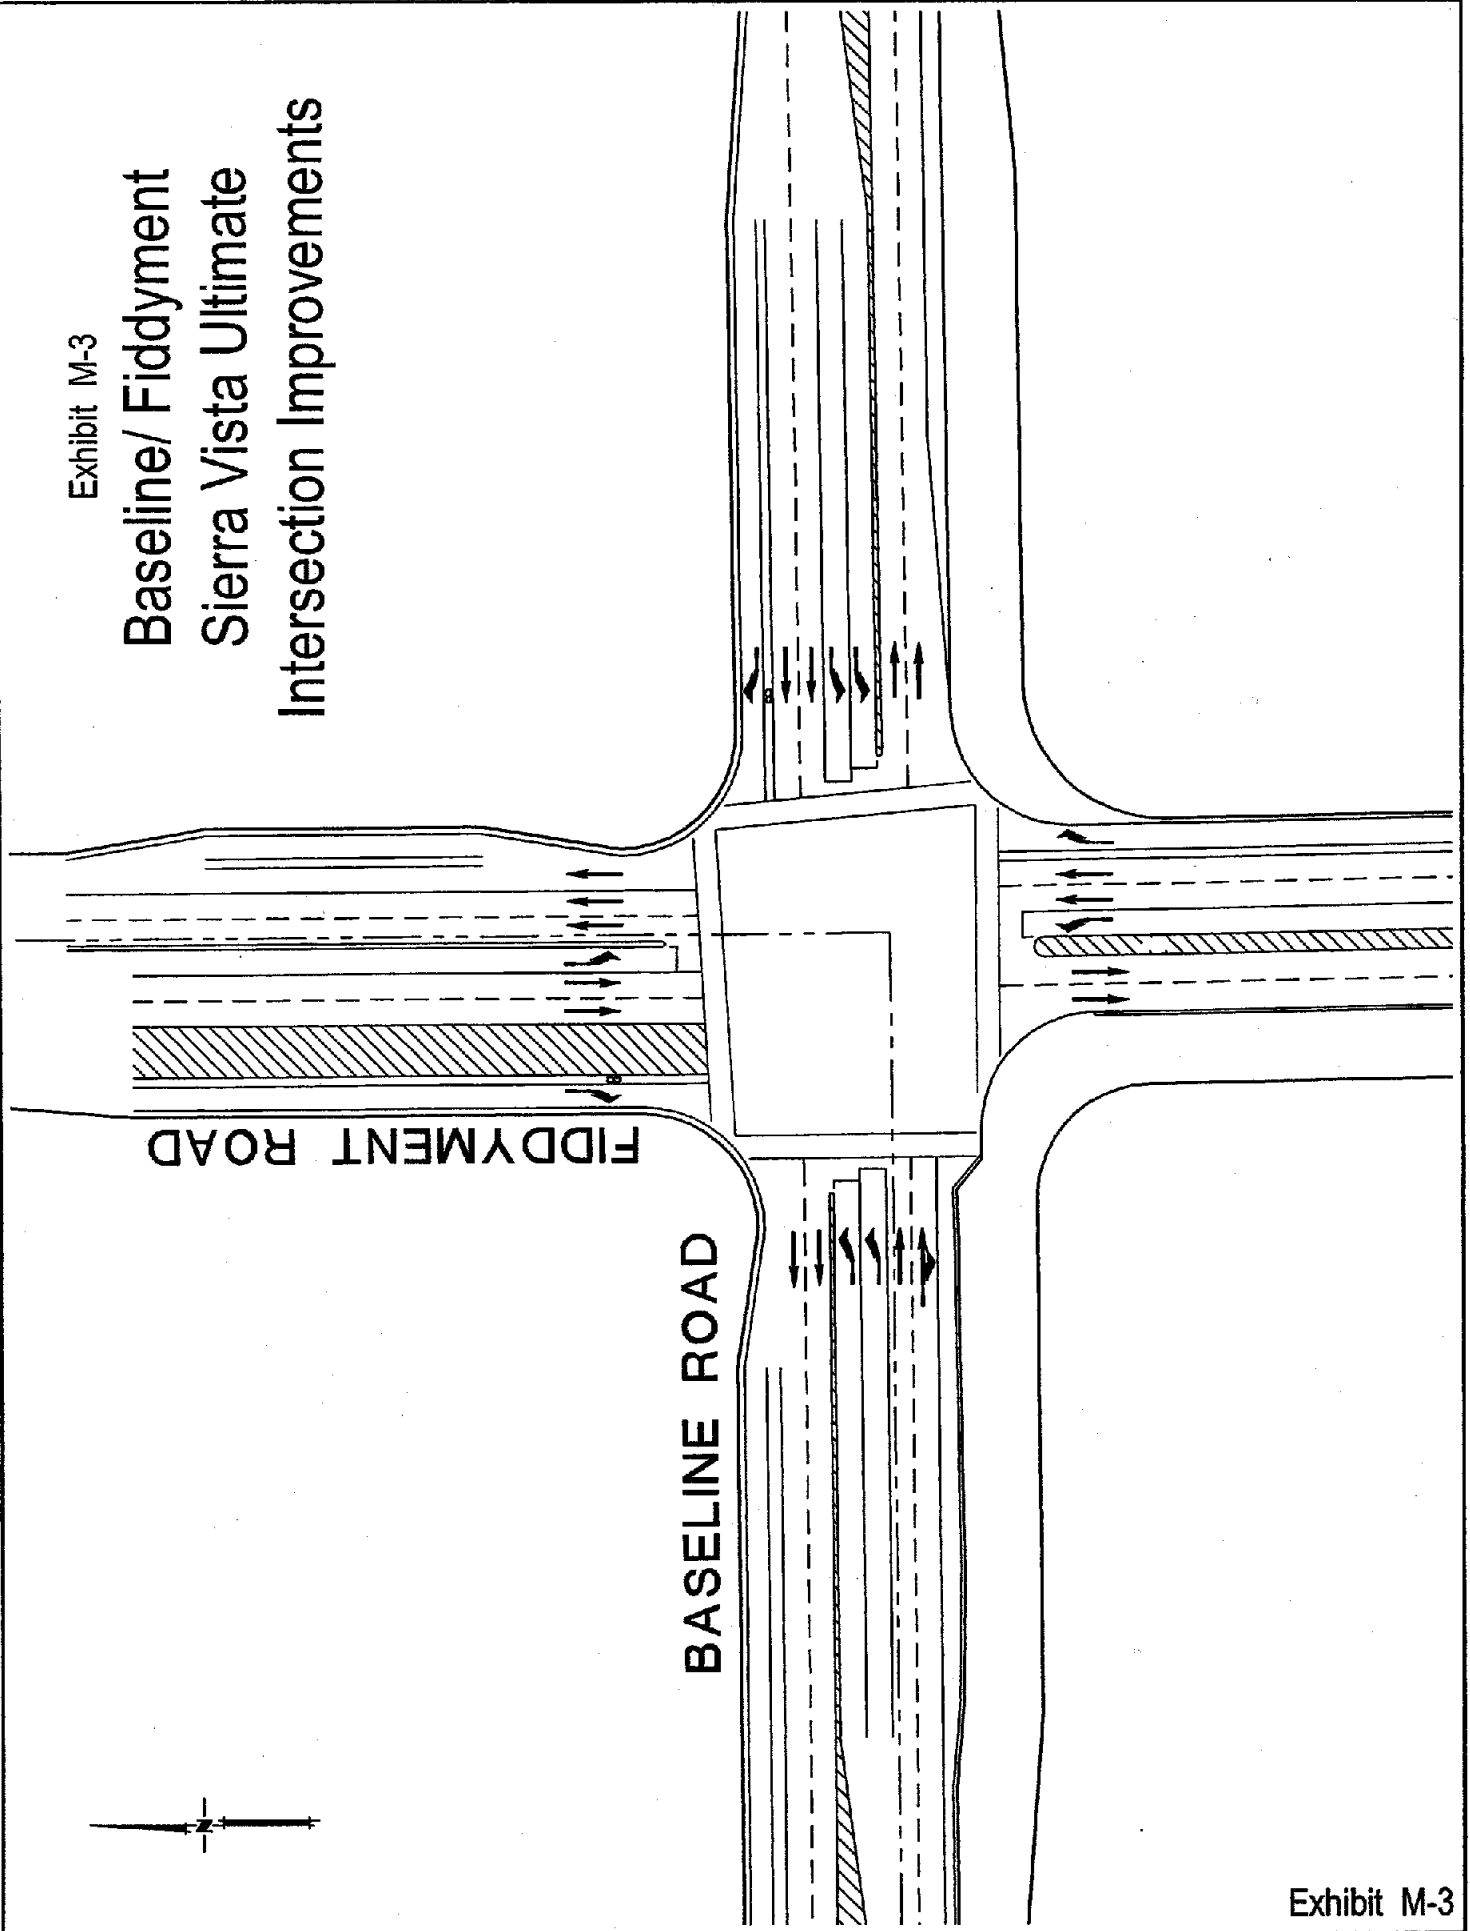 Exhibit M-3
Baseline/ Fiddyment
Sierra Vista Ultimate
Intersection Improvements
FIDDYMENT ROAD
BASELINE ROAD
N
Exhibit M-3